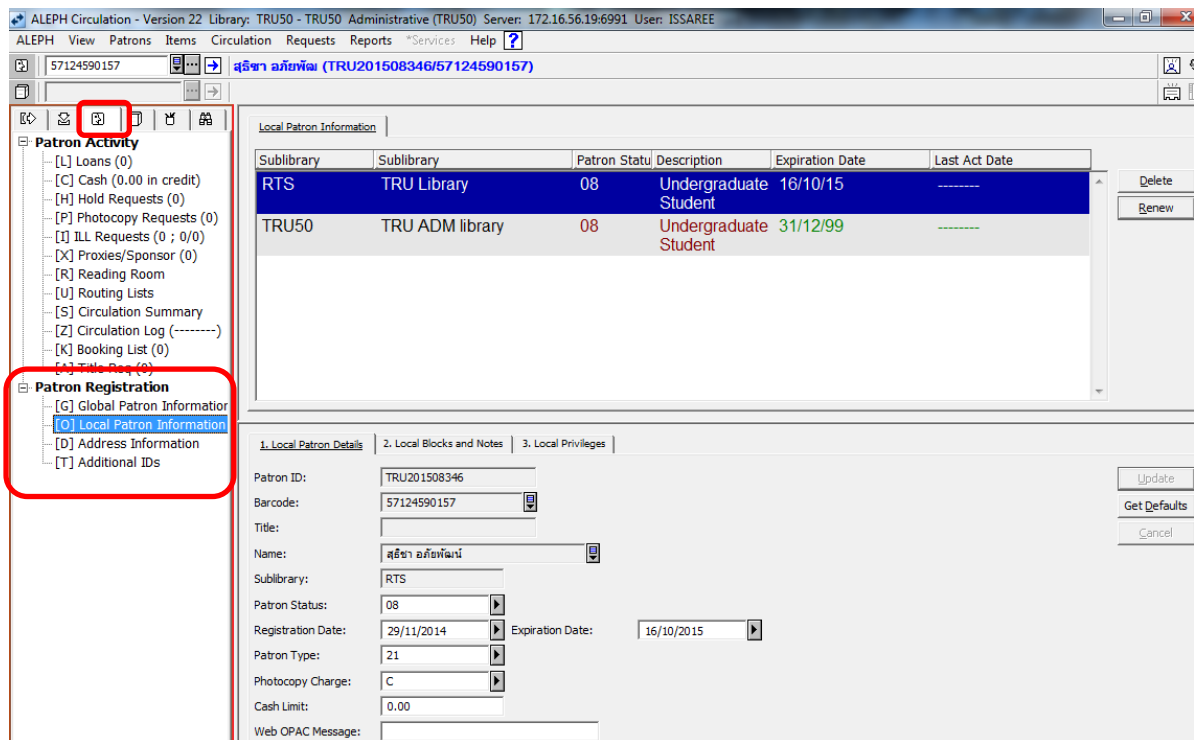 ALEPH Circulation - Version 22 Library: TRU50 - TRU50 Administrative (TRU50) Server: 172.16.56.19:6991 User: ISSAREE
ALEPH View Patrons Items Circulation Requests Reports *Services Help ?
57124590157 ... สุธิชา อภัยพัฒ (TRU201508346/57124590157)
...
Patron Activity
[L] Loans (0)
[C] Cash (0.00 in credit)
[H] Hold Requests (0)
[P] Photocopy Requests (0)
[I] ILL Requests (0 ; 0/0)
[X] Proxies/Sponsor (0)
[R] Reading Room
[U] Routing Lists
[S] Circulation Summary
[Z] Circulation Log (--------)
[K] Booking List (0)
[A] Title Req (0)
Patron Registration
[G] Global Patron Information
[O] Local Patron Information
[D] Address Information
[T] Additional IDs
Local Patron Information
Sublibrary Sublibrary Patron Statu Description Expiration Date Last Act Date
RTS TRU Library 08 Undergraduate Student 16/10/15 --------
TRU50 TRU ADM library 08 Undergraduate Student 31/12/99 --------
Delete
Renew
1. Local Patron Details 2. Local Blocks and Notes 3. Local Privileges
Patron ID: TRU201508346
Barcode: 57124590157
Title:
Name: สุธิชา อภัยพัฒน์
Sublibrary: RTS
Patron Status: 08
Registration Date: 29/11/2014 Expiration Date: 16/10/2015
Patron Type: 21
Photocopy Charge: C
Cash Limit: 0.00
Web OPAC Message:
Update
Get Defaults
Cancel